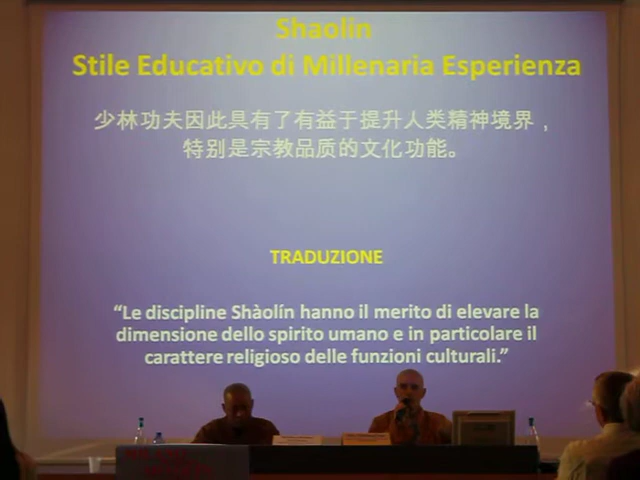 Shaolin
Stile Educativo di Millenaria Esperienza
少林功夫因此具有了有益于提升人类精神境界，
特别是宗教品质的文化功能。
TRADUZIONE
“Le discipline Shàolín hanno il merito di elevare la
dimensione dello spirito umano e in particolare il
carattere religioso delle funzioni culturali.”